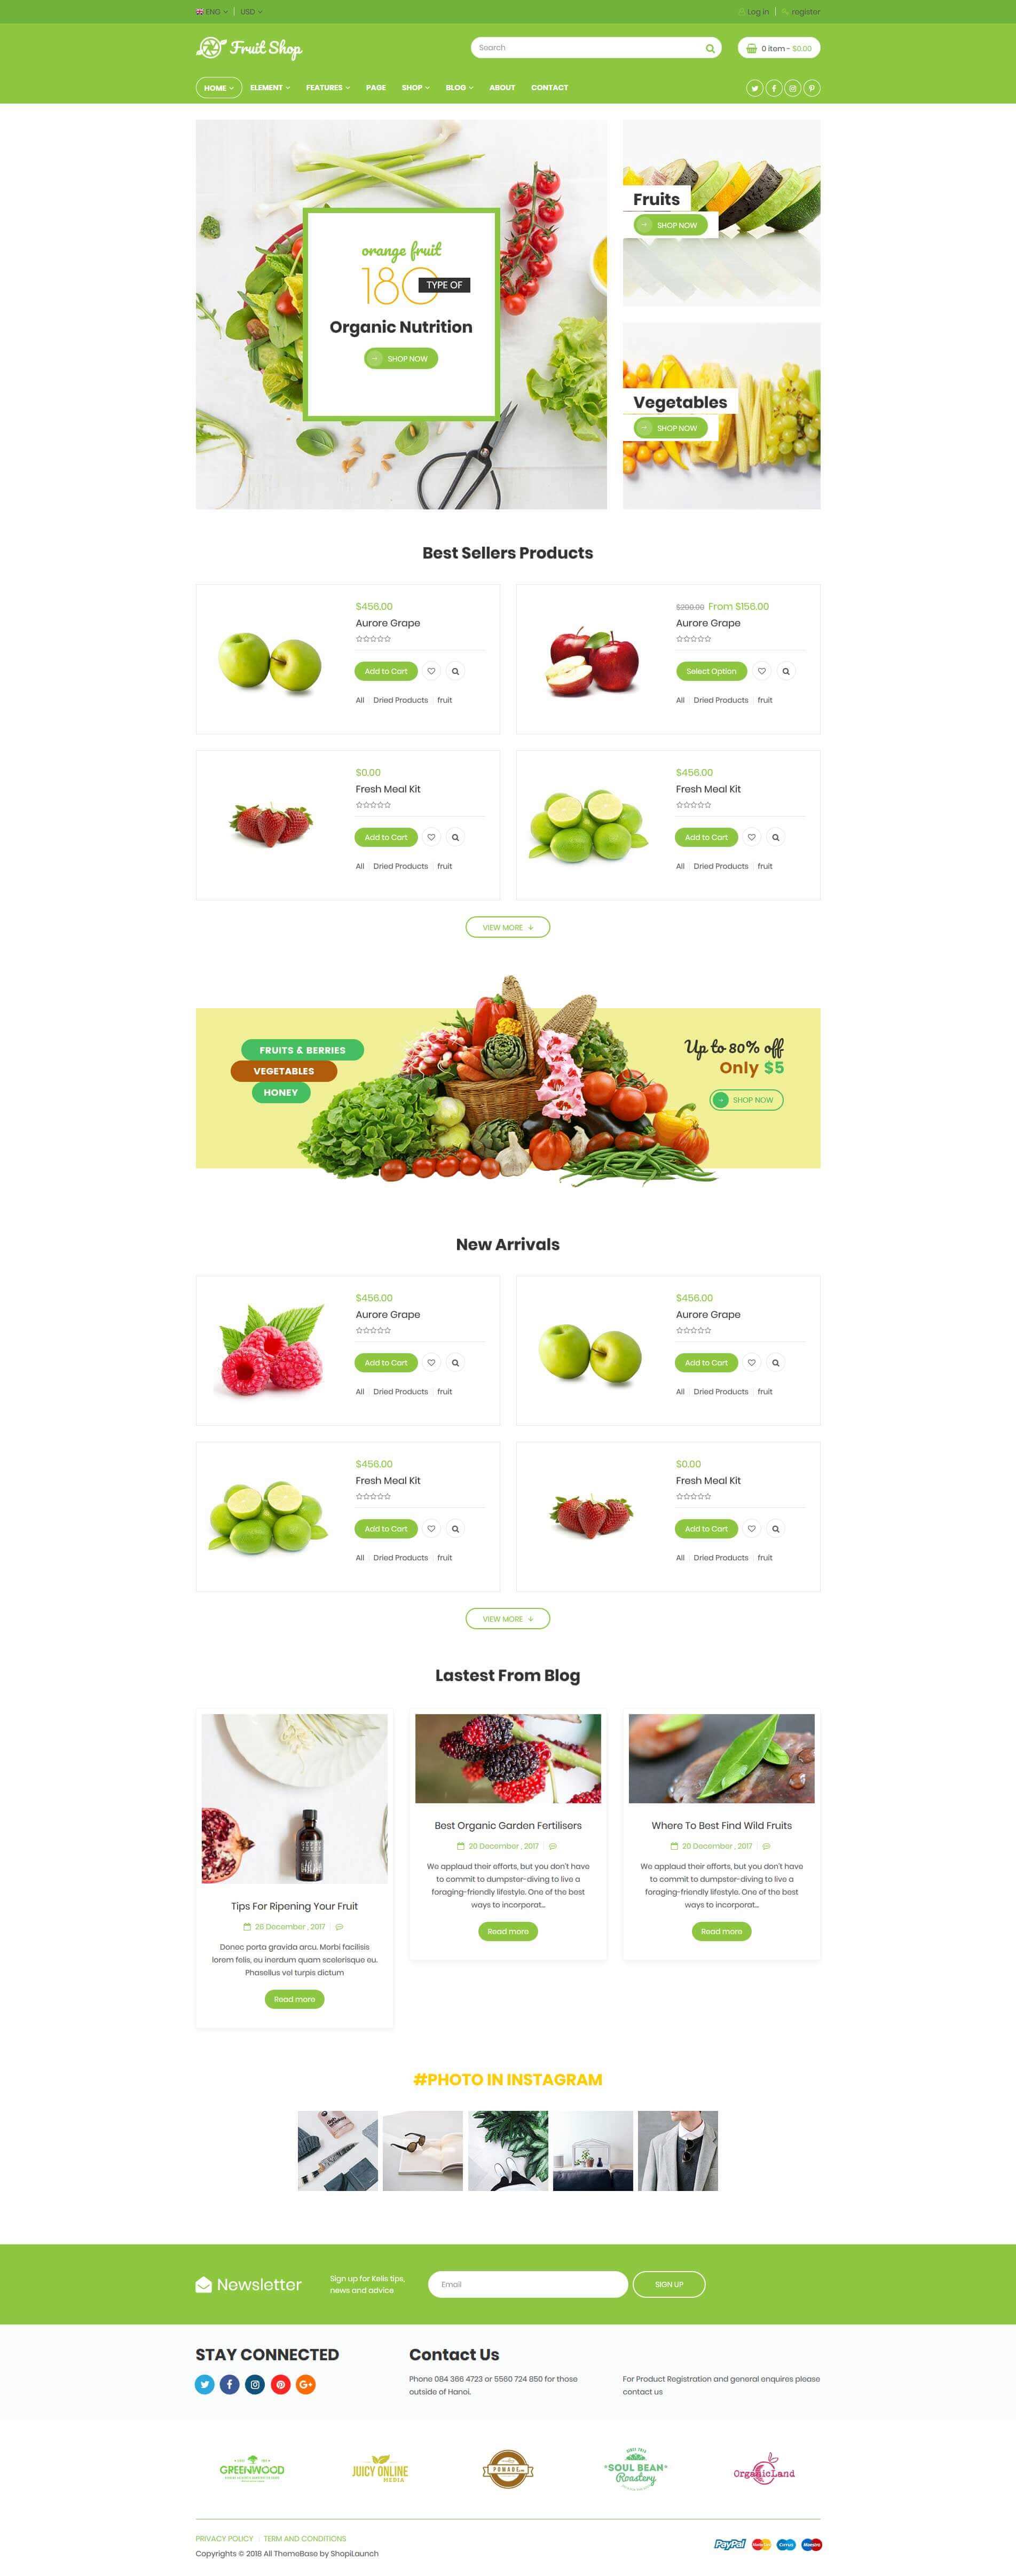 ENG USD Log in register
Fruit Shop
Search
0 item - $0.00
HOME ELEMENT FEATURES PAGE SHOP BLOG ABOUT CONTACT
orange fruit
180
TYPE OF
Organic Nutrition
SHOP NOW
Fruits
SHOP NOW
Vegetables
SHOP NOW
Best Sellers Products
$456.00
Aurore Grape
Add to Cart
All Dried Products fruit
$200.00 From $156.00
Aurore Grape
Select Option
All Dried Products fruit
$0.00
Fresh Meal Kit
Add to Cart
All Dried Products fruit
$456.00
Fresh Meal Kit
Add to Cart
All Dried Products fruit
VIEW MORE
FRUITS & BERRIES
VEGETABLES
HONEY
Up to 80% off
Only $5
SHOP NOW
New Arrivals
$456.00
Aurore Grape
Add to Cart
All Dried Products fruit
$456.00
Aurore Grape
Add to Cart
All Dried Products fruit
$456.00
Fresh Meal Kit
Add to Cart
All Dried Products fruit
$0.00
Fresh Meal Kit
Add to Cart
All Dried Products fruit
VIEW MORE
Lastest From Blog
Tips For Ripening Your Fruit
28 December , 2017
Donec porta gravida arcu. Morbi facilisis
lorem felis, eu inerdum quam scelerisque eu.
Phasellus vel turpis dictum
Read more
Best Organic Garden Fertilisers
20 December , 2017
We applaud their efforts, but you don't have
to commit to dumpster-diving to live a
foraging-friendly lifestyle. One of the best
ways to incorporat...
Read more
Where To Best Find Wild Fruits
20 December , 2017
We applaud their efforts, but you don't have
to commit to dumpster-diving to live a
foraging-friendly lifestyle. One of the best
ways to incorporat...
Read more
#PHOTO IN INSTAGRAM
Newsletter
Sign up for Kelis tips,
news and advice
Email
SIGN UP
STAY CONNECTED
Contact Us
Phone 084 366 4723 or 5560 724 850 for those
outside of Hanoi.
For Product Registration and general enquires please
contact us
GREENWOOD
JUICY ONLINE
MEDIA
POMADE
SOUL BEAN
Roastery
OrganicLand
PRIVACY POLICY TERM AND CONDITIONS
Copyrights © 2018 All ThemeBase by ShopiLaunch
PayPal Cirrus Maestro